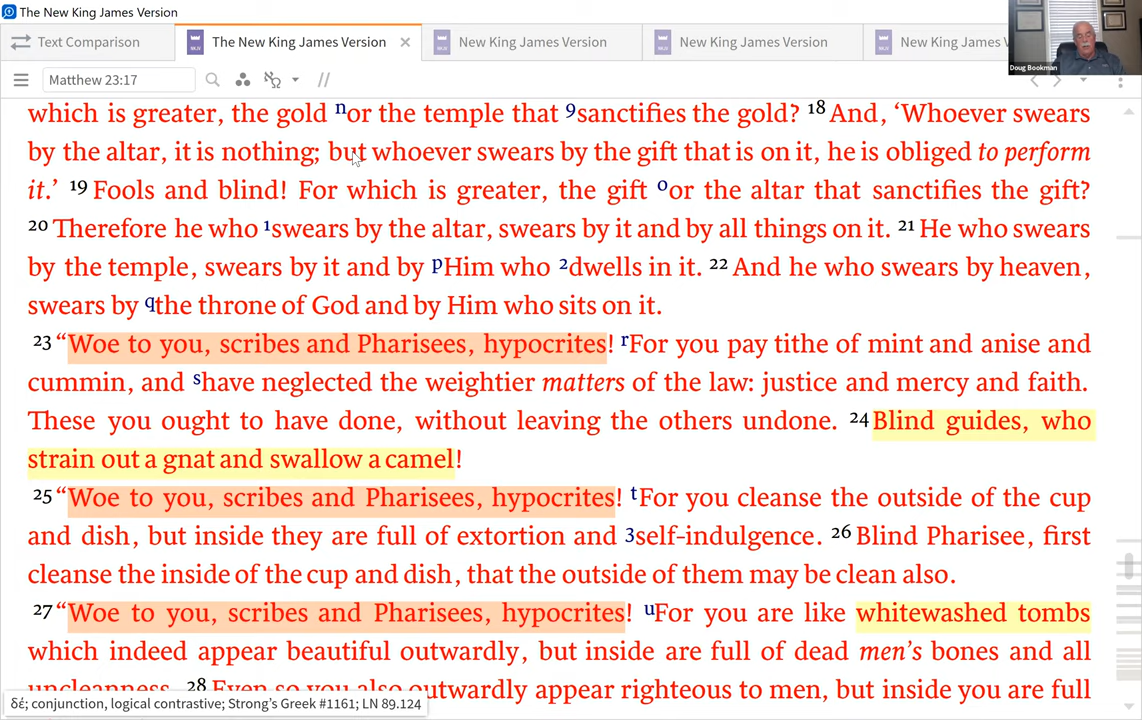 The New King James Version
Text Comparison
The New King James Version
New King James Version
New King James Version
New King James V
Doug Bookman
Matthew 23:17
which is greater, the gold ⁿor the temple that ⁹sanctifies the gold? ¹⁸ And, ‘Whoever swears
by the altar, it is nothing; but whoever swears by the gift that is on it, he is obliged to perform
it.’ ¹⁹ Fools and blind! For which is greater, the gift ᵒor the altar that sanctifies the gift?
²⁰ Therefore he who ¹swears by the altar, swears by it and by all things on it. ²¹ He who swears
by the temple, swears by it and by ᵖHim who ²dwells in it. ²² And he who swears by heaven,
swears by qthe throne of God and by Him who sits on it.
²³ “Woe to you, scribes and Pharisees, hypocrites! ʳFor you pay tithe of mint and anise and
cummin, and ˢhave neglected the weightier matters of the law: justice and mercy and faith.
These you ought to have done, without leaving the others undone. ²⁴ Blind guides, who
strain out a gnat and swallow a camel!
²⁵ “Woe to you, scribes and Pharisees, hypocrites! ᵗFor you cleanse the outside of the cup
and dish, but inside they are full of extortion and ³self-indulgence. ²⁶ Blind Pharisee, first
cleanse the inside of the cup and dish, that the outside of them may be clean also.
²⁷ “Woe to you, scribes and Pharisees, hypocrites! ᵘFor you are like whitewashed tombs
which indeed appear beautiful outwardly, but inside are full of dead men’s bones and all
uncleanness. ²⁸ Even so you also outwardly appear righteous to men, but inside you are full
δέ; conjunction, logical contrastive; Strong’s Greek #1161; LN 89.124